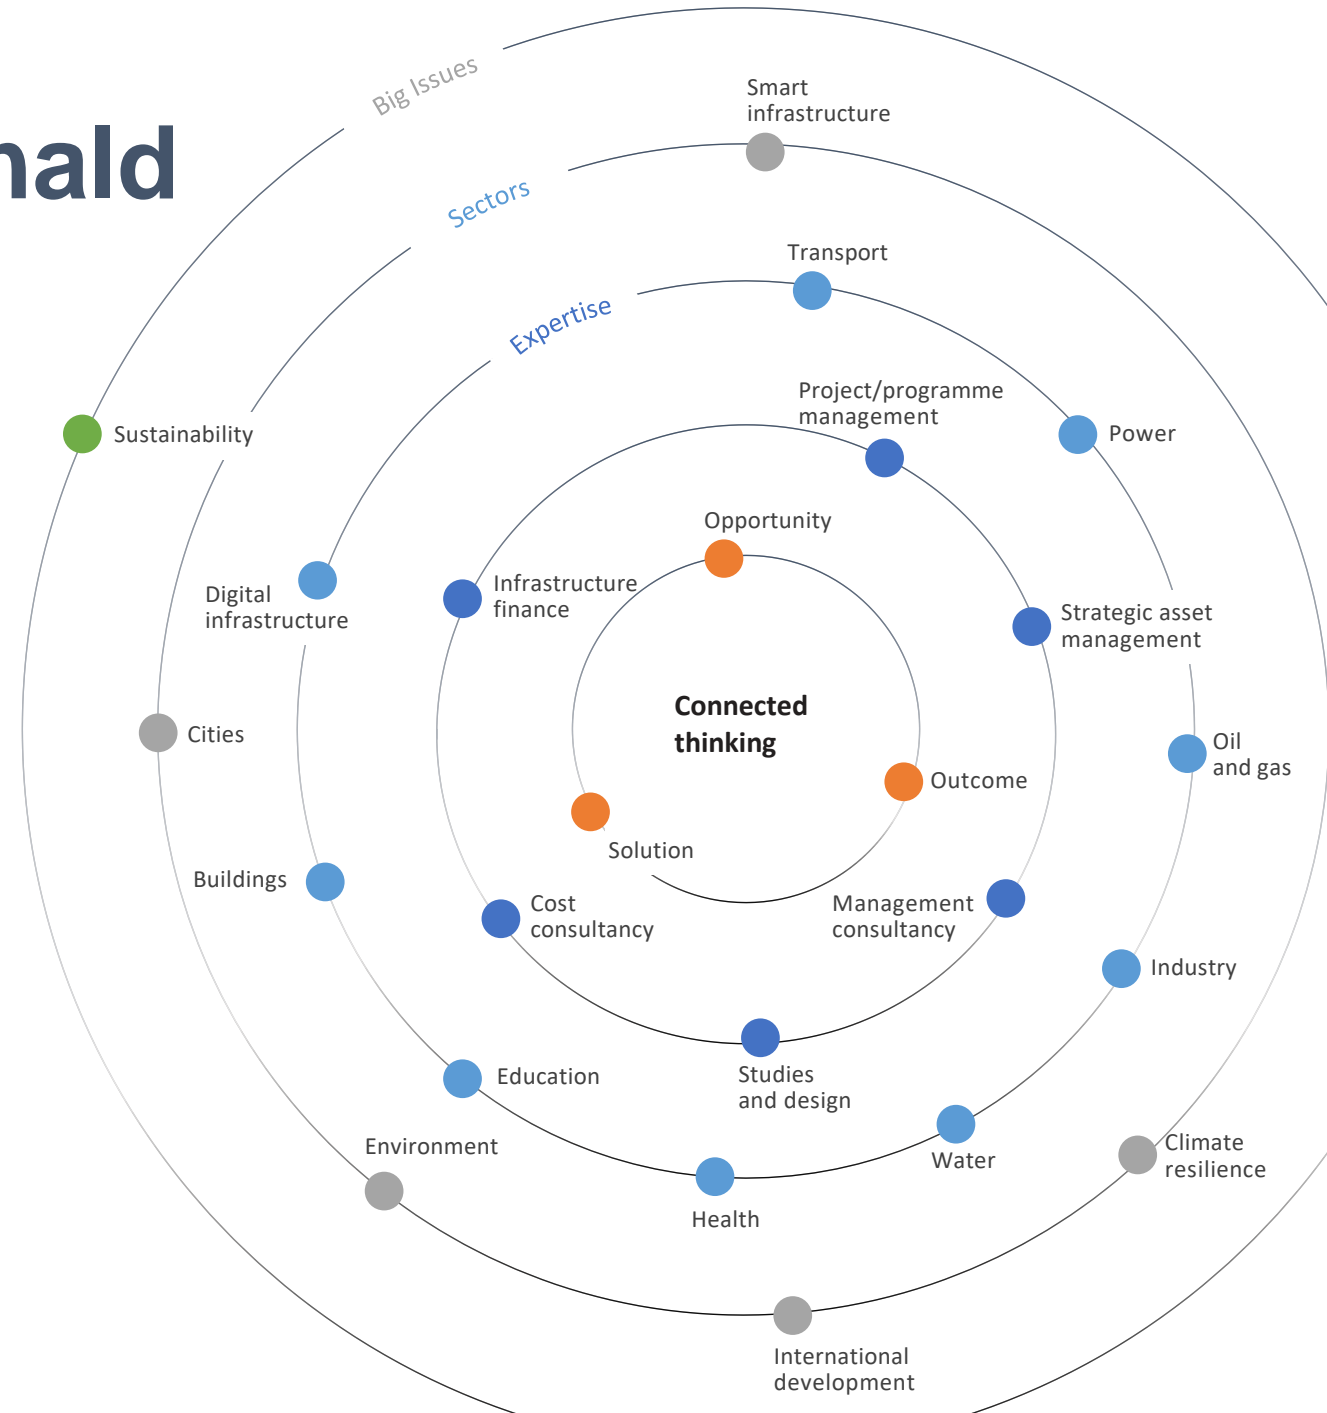 Big Issues
Smart
infrastructure
nald
Sectors
Transport
Expertise
Project/programme
management
Power
Sustainability
Opportunity
Infrastructure
finance
Digital
infrastructure
Strategic asset
management
Connected
thinking
Cities
Oil
and gas
Outcome
Solution
Buildings
Cost
consultancy
Management
consultancy
Industry
Education
Studies
and design
Environment
Water
Climate
resilience
Health
International
development